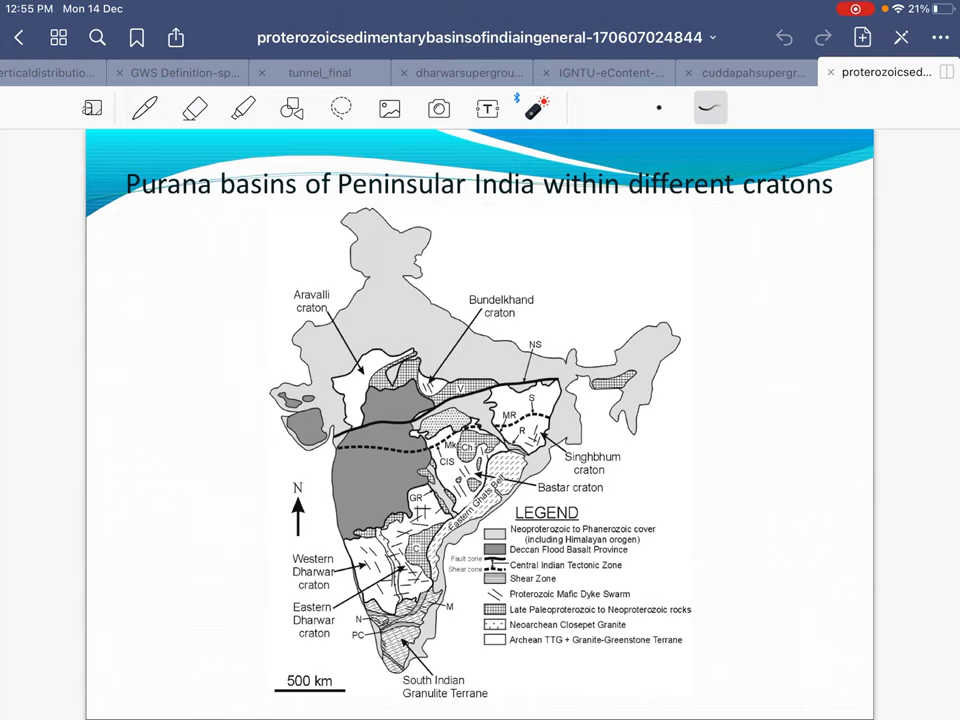 12:55 PM Mon 14 Dec
21%
proterozoicsedimentarybasinsofindiaingeneral-170607024844
erticaldistributio...
GWS Definition-sp...
tunnel_final
dharwarsupergrou...
IGNTU-eContent-...
cuddapahsupergr...
proterozoicsed...
Purana basins of Peninsular India within different cratons
Aravalli
craton
Bundelkhand
craton
NS
V
S
MR
R
Mk
Ch
CIS
Singhbhum
craton
Bastar craton
N
GR
Eastern Ghats Belt
C
Western
Dharwar
craton
Eastern
Dharwar
craton
M
N
PC
South Indian
Granulite Terrane
500 km
LEGEND
Neoproterozoic to Phanerozoic cover
(including Himalayan orogen)
Deccan Flood Basalt Province
Fault zone
Shear zone
Central Indian Tectonic Zone
Shear Zone
Proterozoic Mafic Dyke Swarm
Late Paleoproterozoic to Neoproterozoic rocks
Neoarchean Closepet Granite
Archean TTG + Granite-Greenstone Terrane